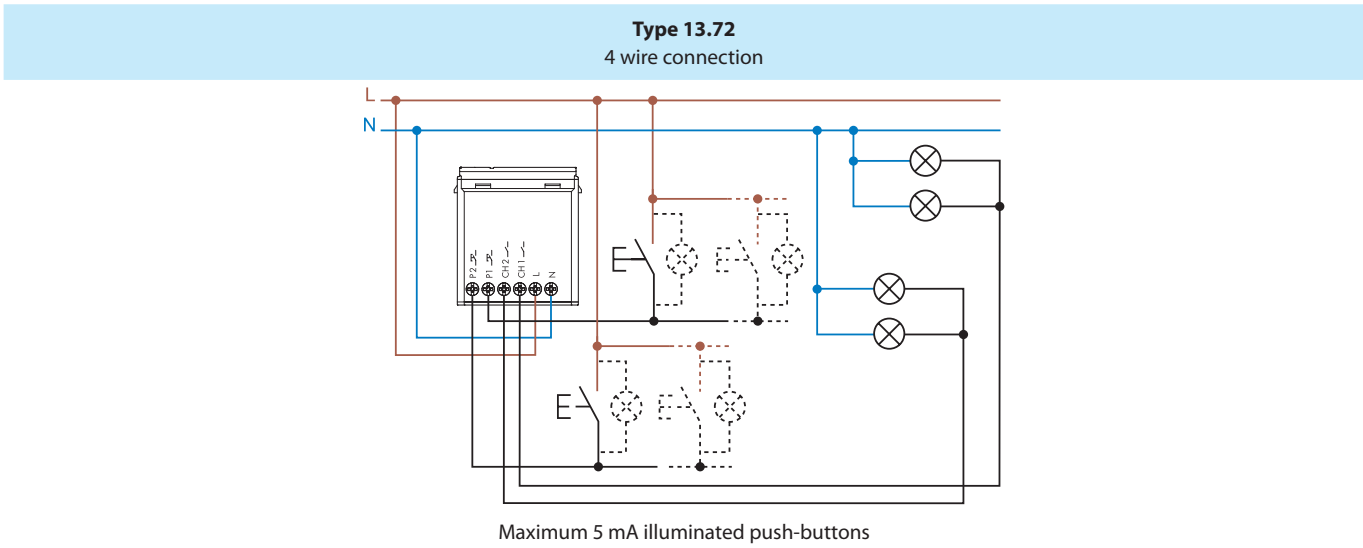 Type 13.72
4 wire connection
L
N
P2
P1
CH2
CH1
L
N
Maximum 5 mA illuminated push-buttons